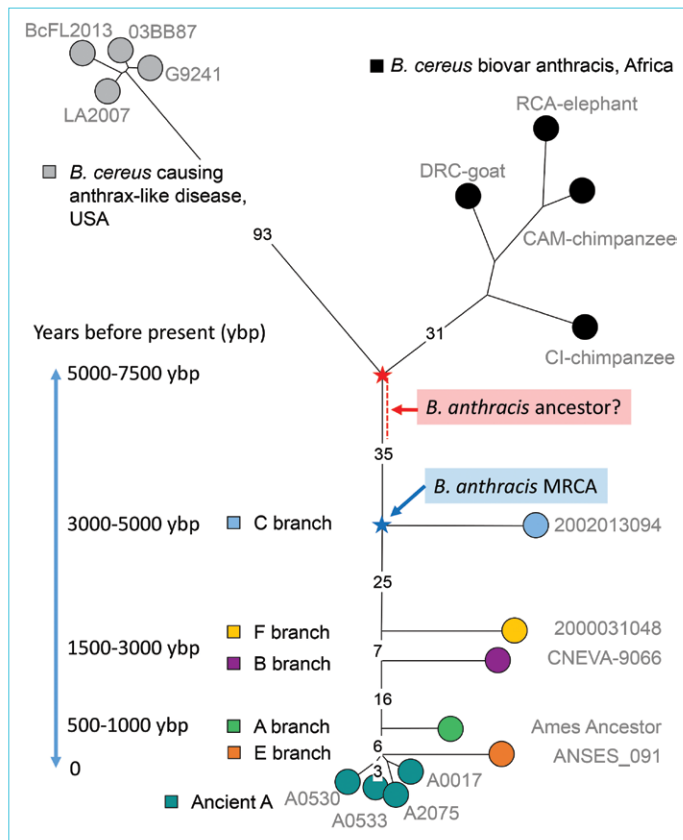 BcFL2013
03BB87
G9241
LA2007
B. cereus biovar anthracis, Africa
RCA-elephant
DRC-goat
CAM-chimpanzee
CI-chimpanzee
B. cereus causing
anthrax-like disease,
USA
93
31
Years before present (ybp)
5000-7500 ybp
B. anthracis ancestor?
35
B. anthracis MRCA
3000-5000 ybp
C branch
2002013094
25
F branch
2000031048
1500-3000 ybp
7
B branch
CNEVA-9066
16
500-1000 ybp
A branch
Ames Ancestor
6
E branch
ANSES_091
0
3
A0017
A0530
Ancient A
A2075
A0533